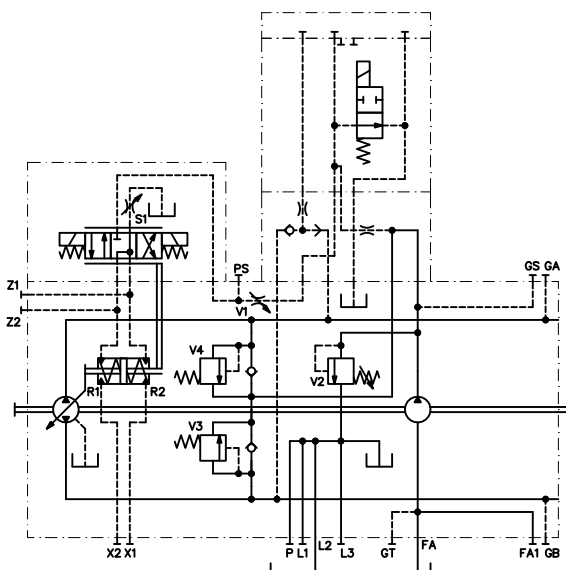 S1
PS
GS GA
Z1
Z2
V1
V4
V2
R1
R2
V3
X2 X1
P L1 L2 L3
GT
FA
FA1 GB